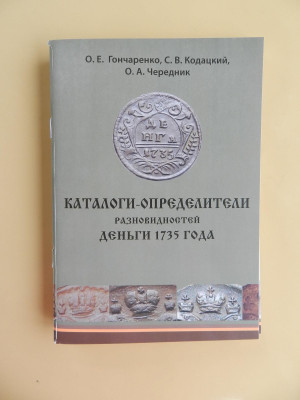 О. Е. Гончаренко, С. В. Кодацкий,
О. А. Чередник
ДЕ
НГА
1735
КАТАЛОГИ-ОПРЕДЕЛИТЕЛИ
РАЗНОВИДНОСТЕЙ
ДЕНЬГИ 1735 ГОДА